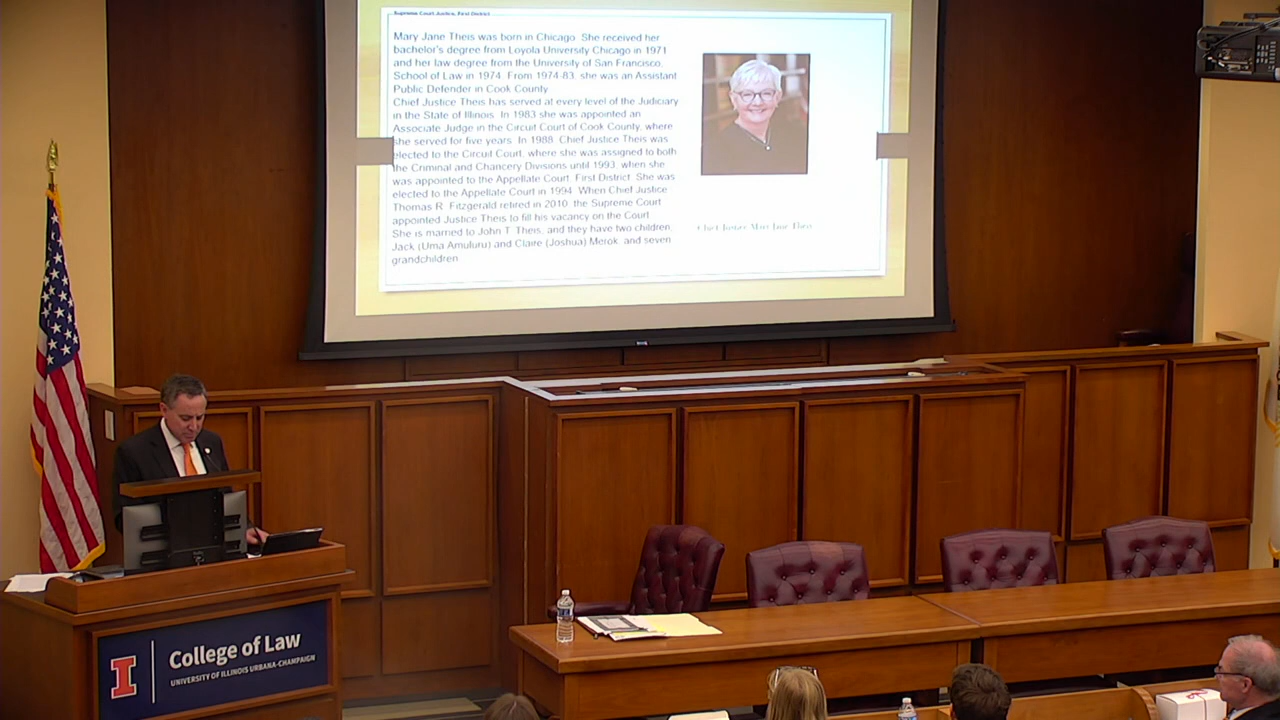 Supreme Court Justice, First District
Mary Jane Theis was born in Chicago. She received her
bachelor's degree from Loyola University Chicago in 1971
and her law degree from the University of San Francisco,
School of Law in 1974. From 1974-83, she was an Assistant
Public Defender in Cook County.
Chief Justice Theis has served at every level of the Judiciary
in the State of Illinois. In 1983 she was appointed an
Associate Judge in the Circuit Court of Cook County, where
she served for five years. In 1988, Chief Justice Theis was
elected to the Circuit Court, where she was assigned to both
the Criminal and Chancery Divisions until 1993, when she
was appointed to the Appellate Court, First District. She was
elected to the Appellate Court in 1994. When Chief Justice
Thomas R. Fitzgerald retired in 2010, the Supreme Court
appointed Justice Theis to fill his vacancy on the Court.
She is married to John T. Theis, and they have two children,
Jack (Uma Amuluru) and Claire (Joshua) Merok, and seven
grandchildren.
Chief Justice Mary Jane Theis
I
College of Law
UNIVERSITY OF ILLINOIS URBANA-CHAMPAIGN